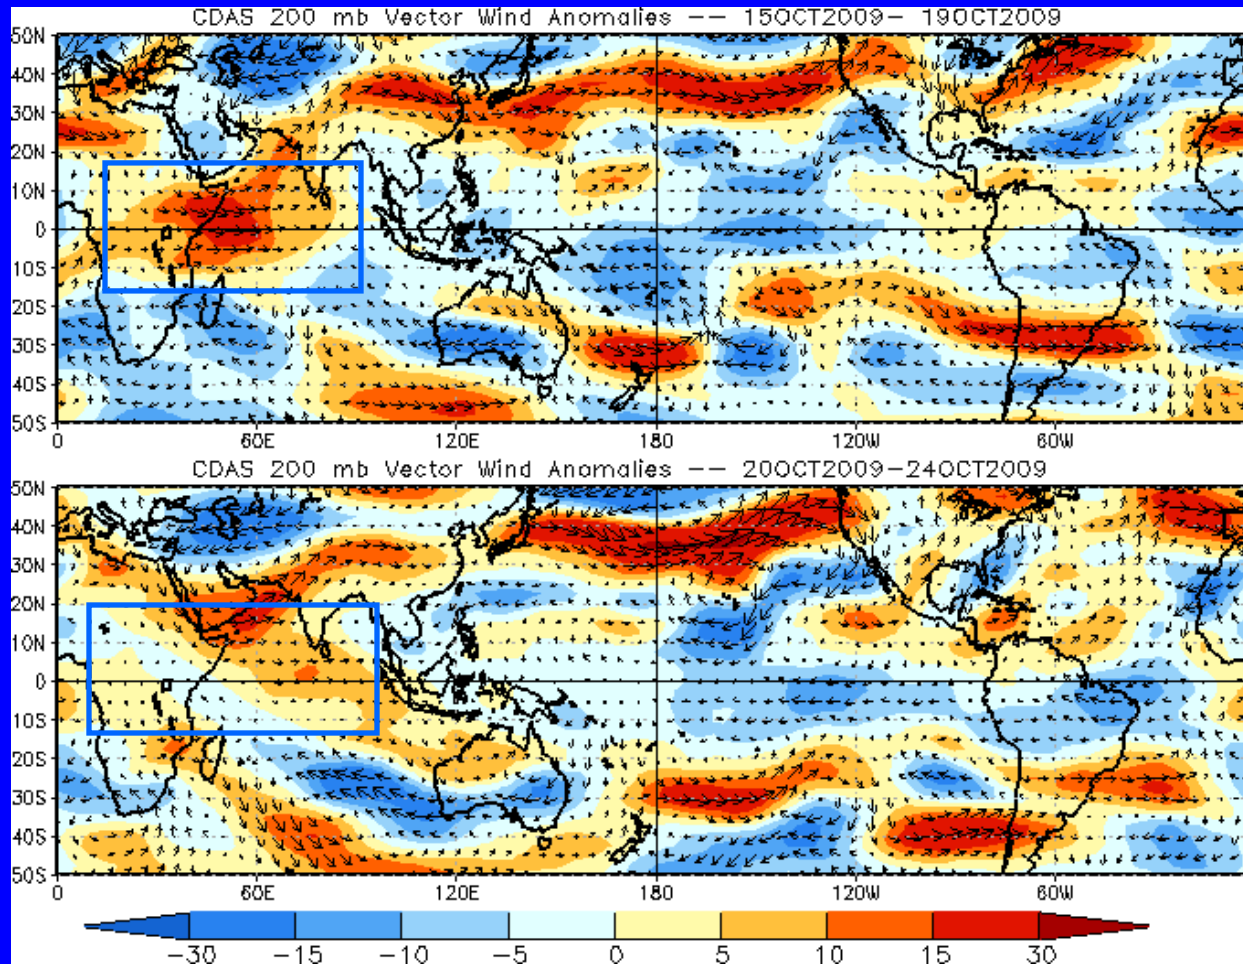 CDAS 200 mb Vector Wind Anomalies -- 15OCT2009- 19OCT2009
50N
40N
30N
20N
10N
0
10S
20S
30S
40S
50S
0 60E 120E 180 120W 60W
CDAS 200 mb Vector Wind Anomalies -- 20OCT2009-24OCT2009
50N
40N
30N
20N
10N
0
10S
20S
30S
40S
50S
0 60E 120E 180 120W 60W
-30 -15 -10 -5 0 5 10 15 30